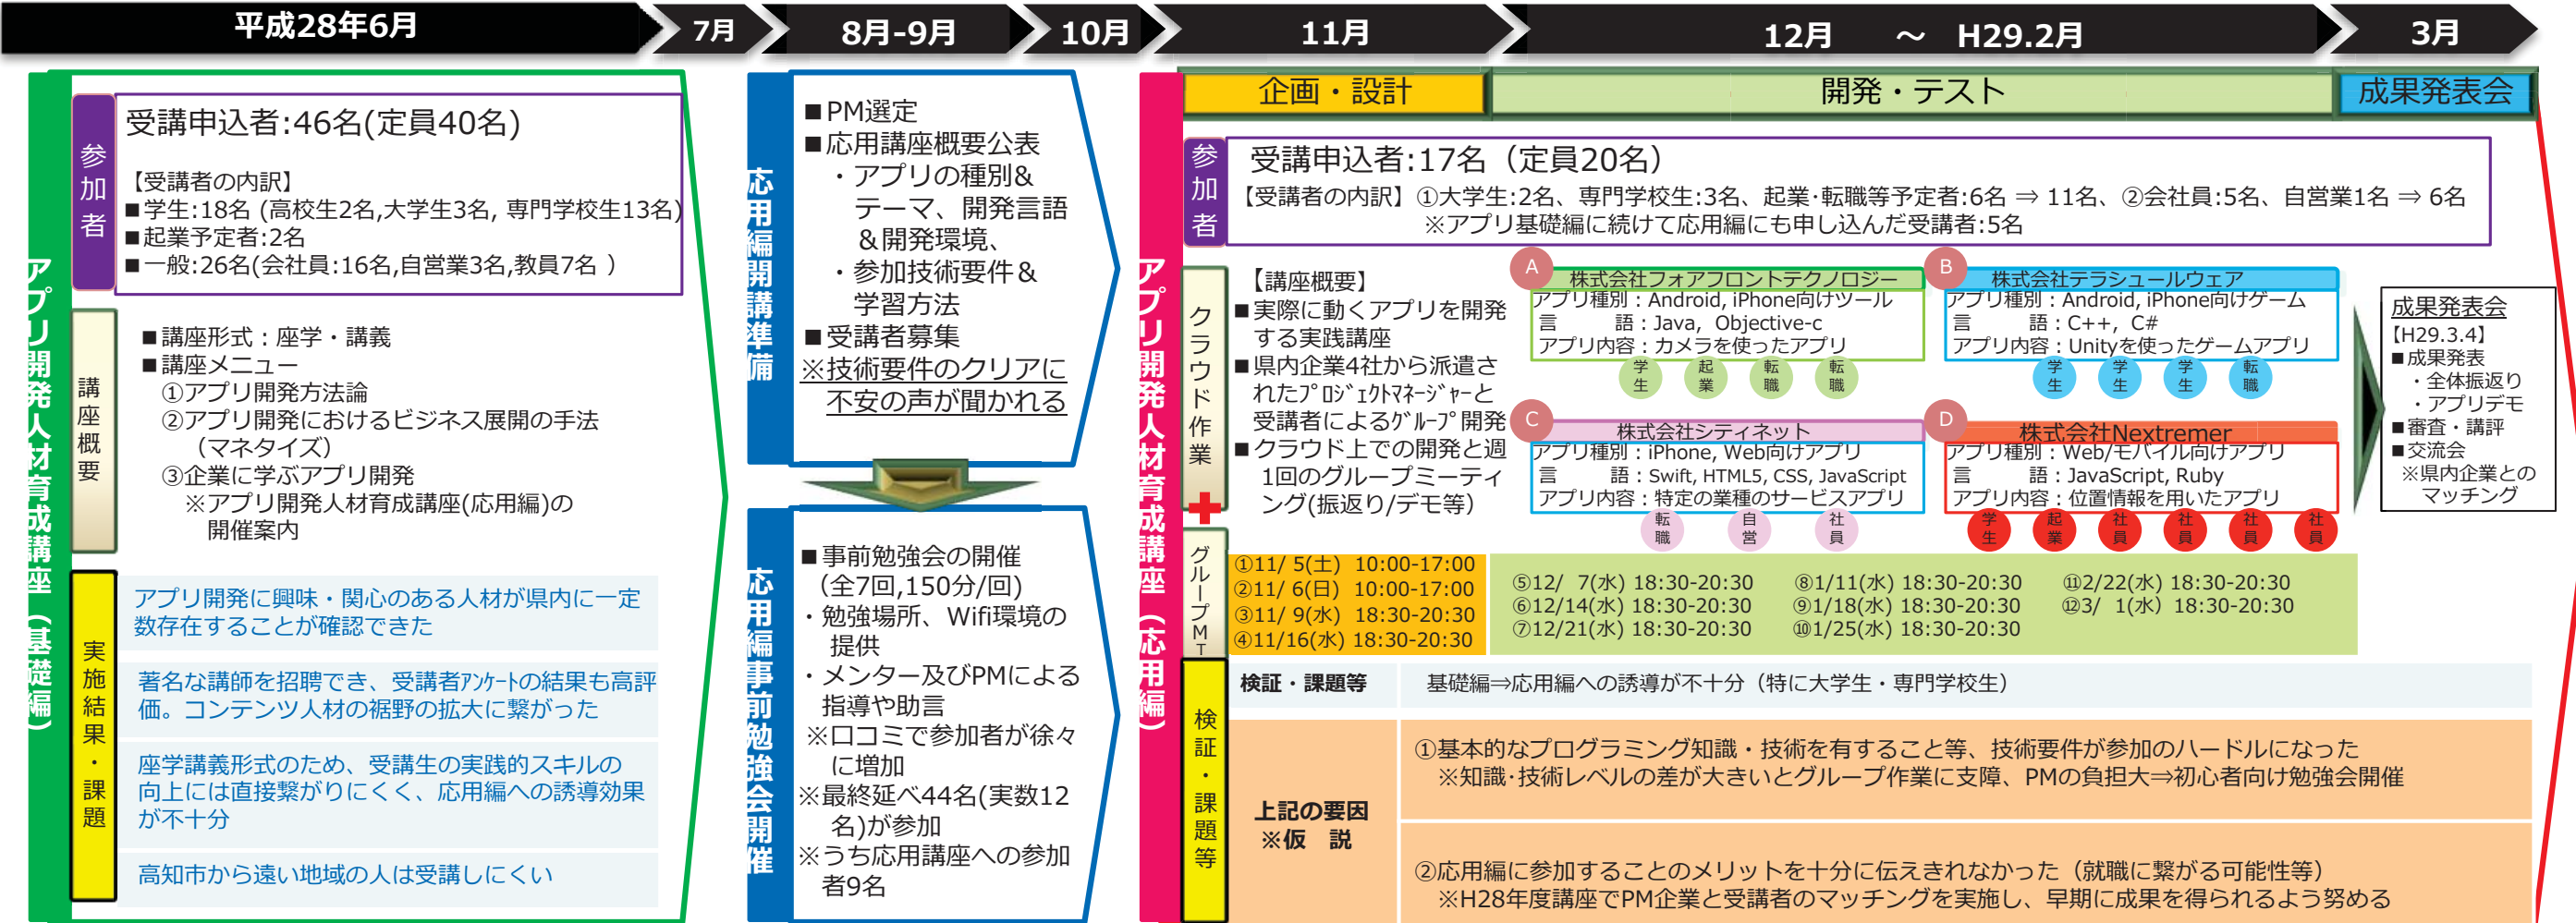 平成28年6月
7月
8月-9月
10月
11月
12月 ～ H29.2月
3月
アプリ開発人材育成講座（基礎編）
参加者
受講申込者:46名(定員40名)
【受講者の内訳】
■学生:18名 (高校生2名,大学生3名, 専門学校生13名)
■起業予定者:2名
■一般:26名(会社員:16名,自営業3名,教員7名 )
講座概要
■講座形式：座学・講義
■講座メニュー
①アプリ開発方法論
②アプリ開発におけるビジネス展開の手法
（マネタイズ）
③企業に学ぶアプリ開発
※アプリ開発人材育成講座(応用編)の
開催案内
実施結果・課題
アプリ開発に興味・関心のある人材が県内に一定
数存在することが確認できた
著名な講師を招聘でき、受講者ｱﾝｹｰﾄの結果も高評
価。コンテンツ人材の裾野の拡大に繋がった
座学講義形式のため、受講生の実践的スキルの
向上には直接繋がりにくく、応用編への誘導効果
が不十分
高知市から遠い地域の人は受講しにくい
応用編開講準備
■PM選定
■応用講座概要公表
・アプリの種別＆
テーマ、開発言語
＆開発環境、
・参加技術要件＆
学習方法
■受講者募集
※技術要件のクリアに
不安の声が聞かれる
応用編事前勉強会開催
■事前勉強会の開催
（全7回,150分/回)
・勉強場所、Wifi環境の
提供
・メンター及びPMによる
指導や助言
※口コミで参加者が徐々
に増加
※最終延べ44名(実数12
名)が参加
※うち応用講座への参加
者9名
アプリ開発人材育成講座（応用編）
企画・設計
開発・テスト
成果発表会
参加者
受講申込者:17名（定員20名）
【受講者の内訳】①大学生:2名、専門学校生:3名、起業･転職等予定者:6名 ⇒ 11名、②会社員:5名、自営業1名 ⇒ 6名
※アプリ基礎編に続けて応用編にも申し込んだ受講者:5名
クラウド作業
グループMT
【講座概要】
■実際に動くアプリを開発
する実践講座
■県内企業4社から派遣さ
れたﾌﾟﾛｼﾞｪｸﾄﾏﾈｰｼﾞｬｰと
受講者によるｸﾞﾙｰﾌﾟ開発
■クラウド上での開発と週
1回のグループミーティ
ング(振返り/デモ等)
A
株式会社フォアフロントテクノロジー
アプリ種別：Android, iPhone向けツール
言 語：Java，Objective-c
アプリ内容：カメラを使ったアプリ
学生 起業 転職 転職
B
株式会社テラシュールウェア
アプリ種別：Android, iPhone向けゲーム
言 語：C++，C#
アプリ内容：Unityを使ったゲームアプリ
学生 学生 学生 転職
C
株式会社シティネット
アプリ種別：iPhone, Web向けアプリ
言 語：Swift, HTML5, CSS, JavaScript
アプリ内容：特定の業種のサービスアプリ
転職 自営 社員
D
株式会社Nextremer
アプリ種別：Web/モバイル向けアプリ
言 語：JavaScript, Ruby
アプリ内容：位置情報を用いたアプリ
学生 起業 社員 社員 社員 社員
成果発表会
【H29.3.4】
■成果発表
・全体振返り
・アプリデモ
■審査・講評
■交流会
※県内企業との
マッチング
①11/ 5(土) 10:00-17:00
②11/ 6(日) 10:00-17:00
③11/ 9(水) 18:30-20:30
④11/16(水) 18:30-20:30
⑤12/ 7(水) 18:30-20:30
⑥12/14(水) 18:30-20:30
⑦12/21(水) 18:30-20:30
⑧1/11(水) 18:30-20:30
⑨1/18(水) 18:30-20:30
⑩1/25(水) 18:30-20:30
⑪2/22(水) 18:30-20:30
⑫3/ 1(水) 18:30-20:30
検証・課題等
検証・課題等
基礎編⇒応用編への誘導が不十分（特に大学生・専門学校生）
上記の要因
※仮 説
①基本的なプログラミング知識・技術を有すること等、技術要件が参加のハードルになった
※知識･技術レベルの差が大きいとグループ作業に支障、PMの負担大⇒初心者向け勉強会開催
②応用編に参加することのメリットを十分に伝えきれなかった（就職に繋がる可能性等）
※H28年度講座でPM企業と受講者のマッチングを実施し、早期に成果を得られるよう努める